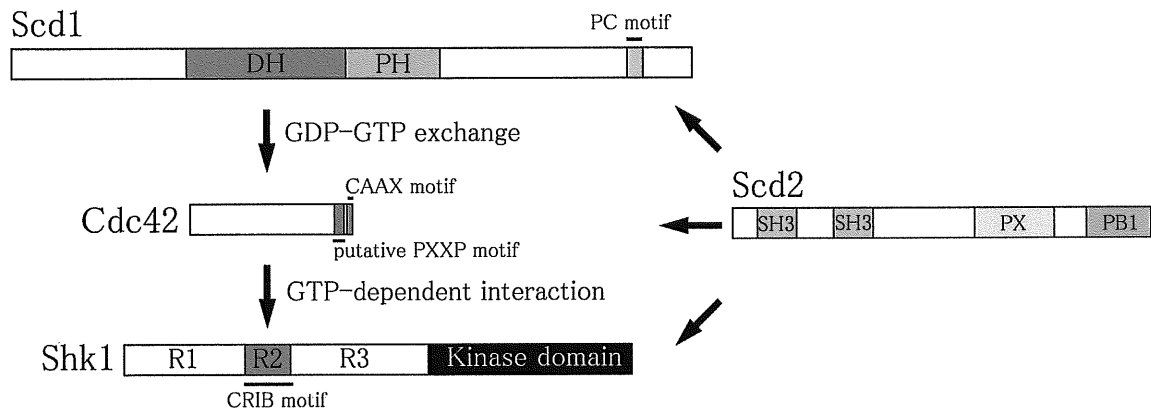 Scd1
PC motif
DH
PH
GDP-GTP exchange
Scd2
CAAX motif
Cdc42
SH3
SH3
PX
PB1
putative PXXP motif
GTP-dependent interaction
Shk1
R1
R2
R3
Kinase domain
CRIB motif